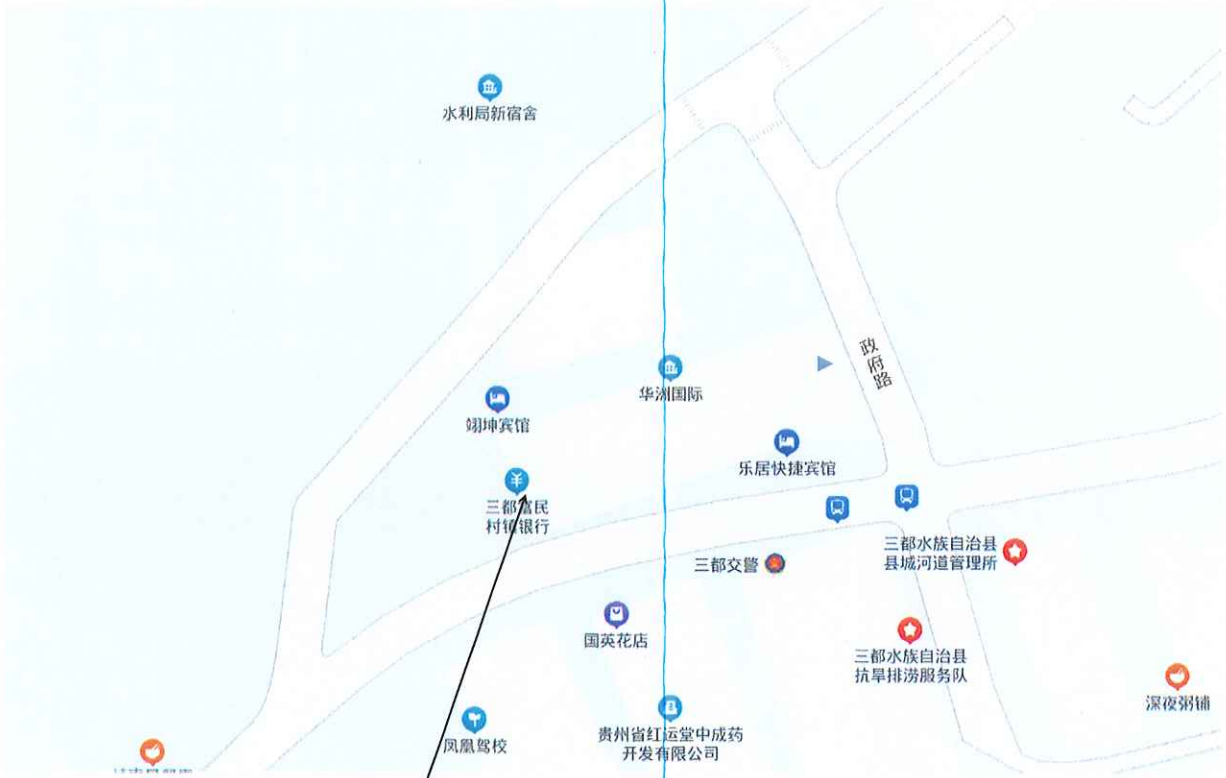 水利局新宿舍
政府路
华洲国际
翊坤宾馆
乐居快捷宾馆
三都富民
村镇银行
三都水族自治县
县城河道管理所
三都交警
国英花店
三都水族自治县
抗旱排涝服务队
深夜粥铺
贵州省红运堂中成药
开发有限公司
凤凰驾校